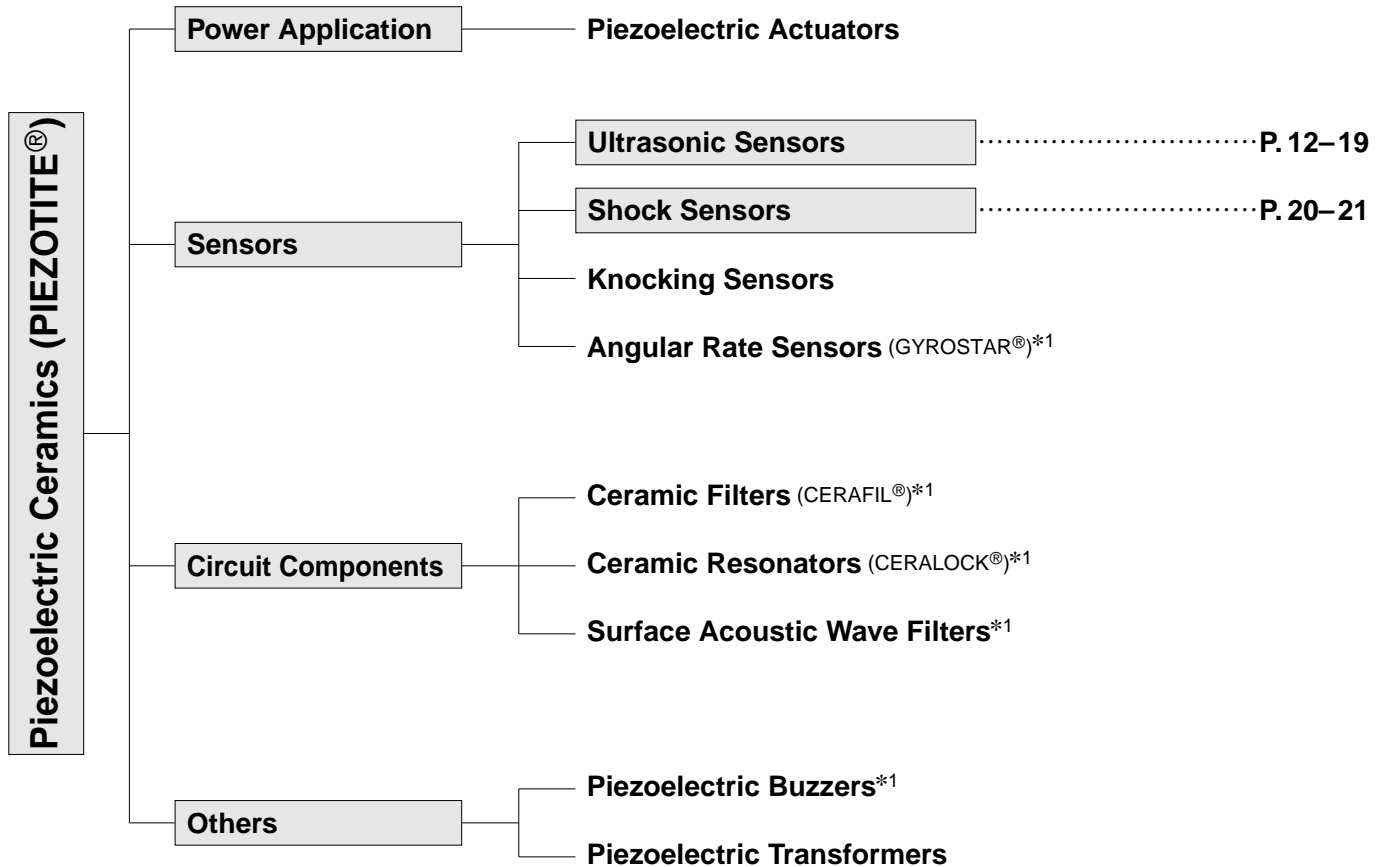 Piezoelectric Ceramics (PIEZOTITE®)
Power Application
Piezoelectric Actuators
Sensors
Ultrasonic Sensors ............................P. 12–19
Shock Sensors ............................P. 20–21
Knocking Sensors
Angular Rate Sensors (GYROSTAR®)*1
Circuit Components
Ceramic Filters (CERAFIL®)*1
Ceramic Resonators (CERALOCK®)*1
Surface Acoustic Wave Filters*1
Others
Piezoelectric Buzzers*1
Piezoelectric Transformers